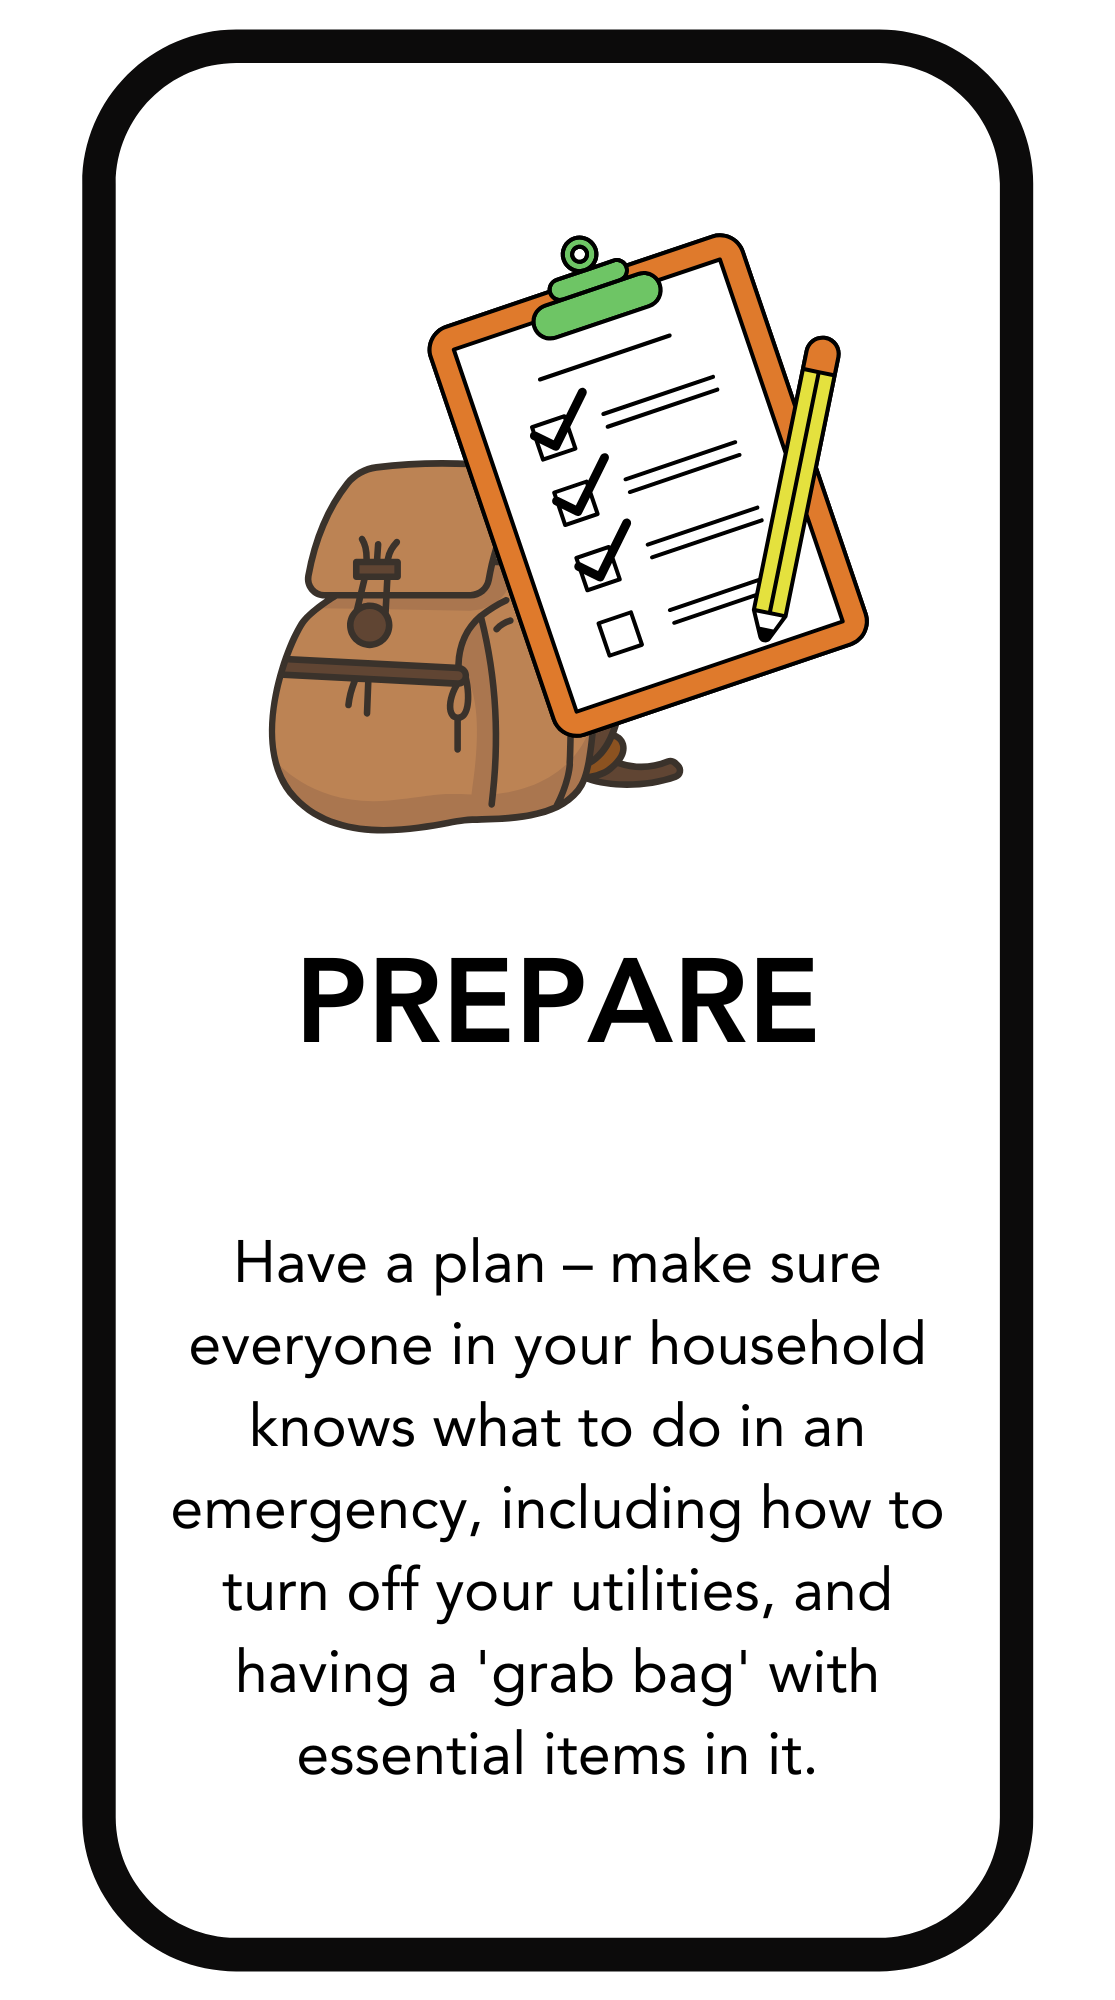 PREPARE
Have a plan – make sure
everyone in your household
knows what to do in an
emergency, including how to
turn off your utilities, and
having a 'grab bag' with
essential items in it.